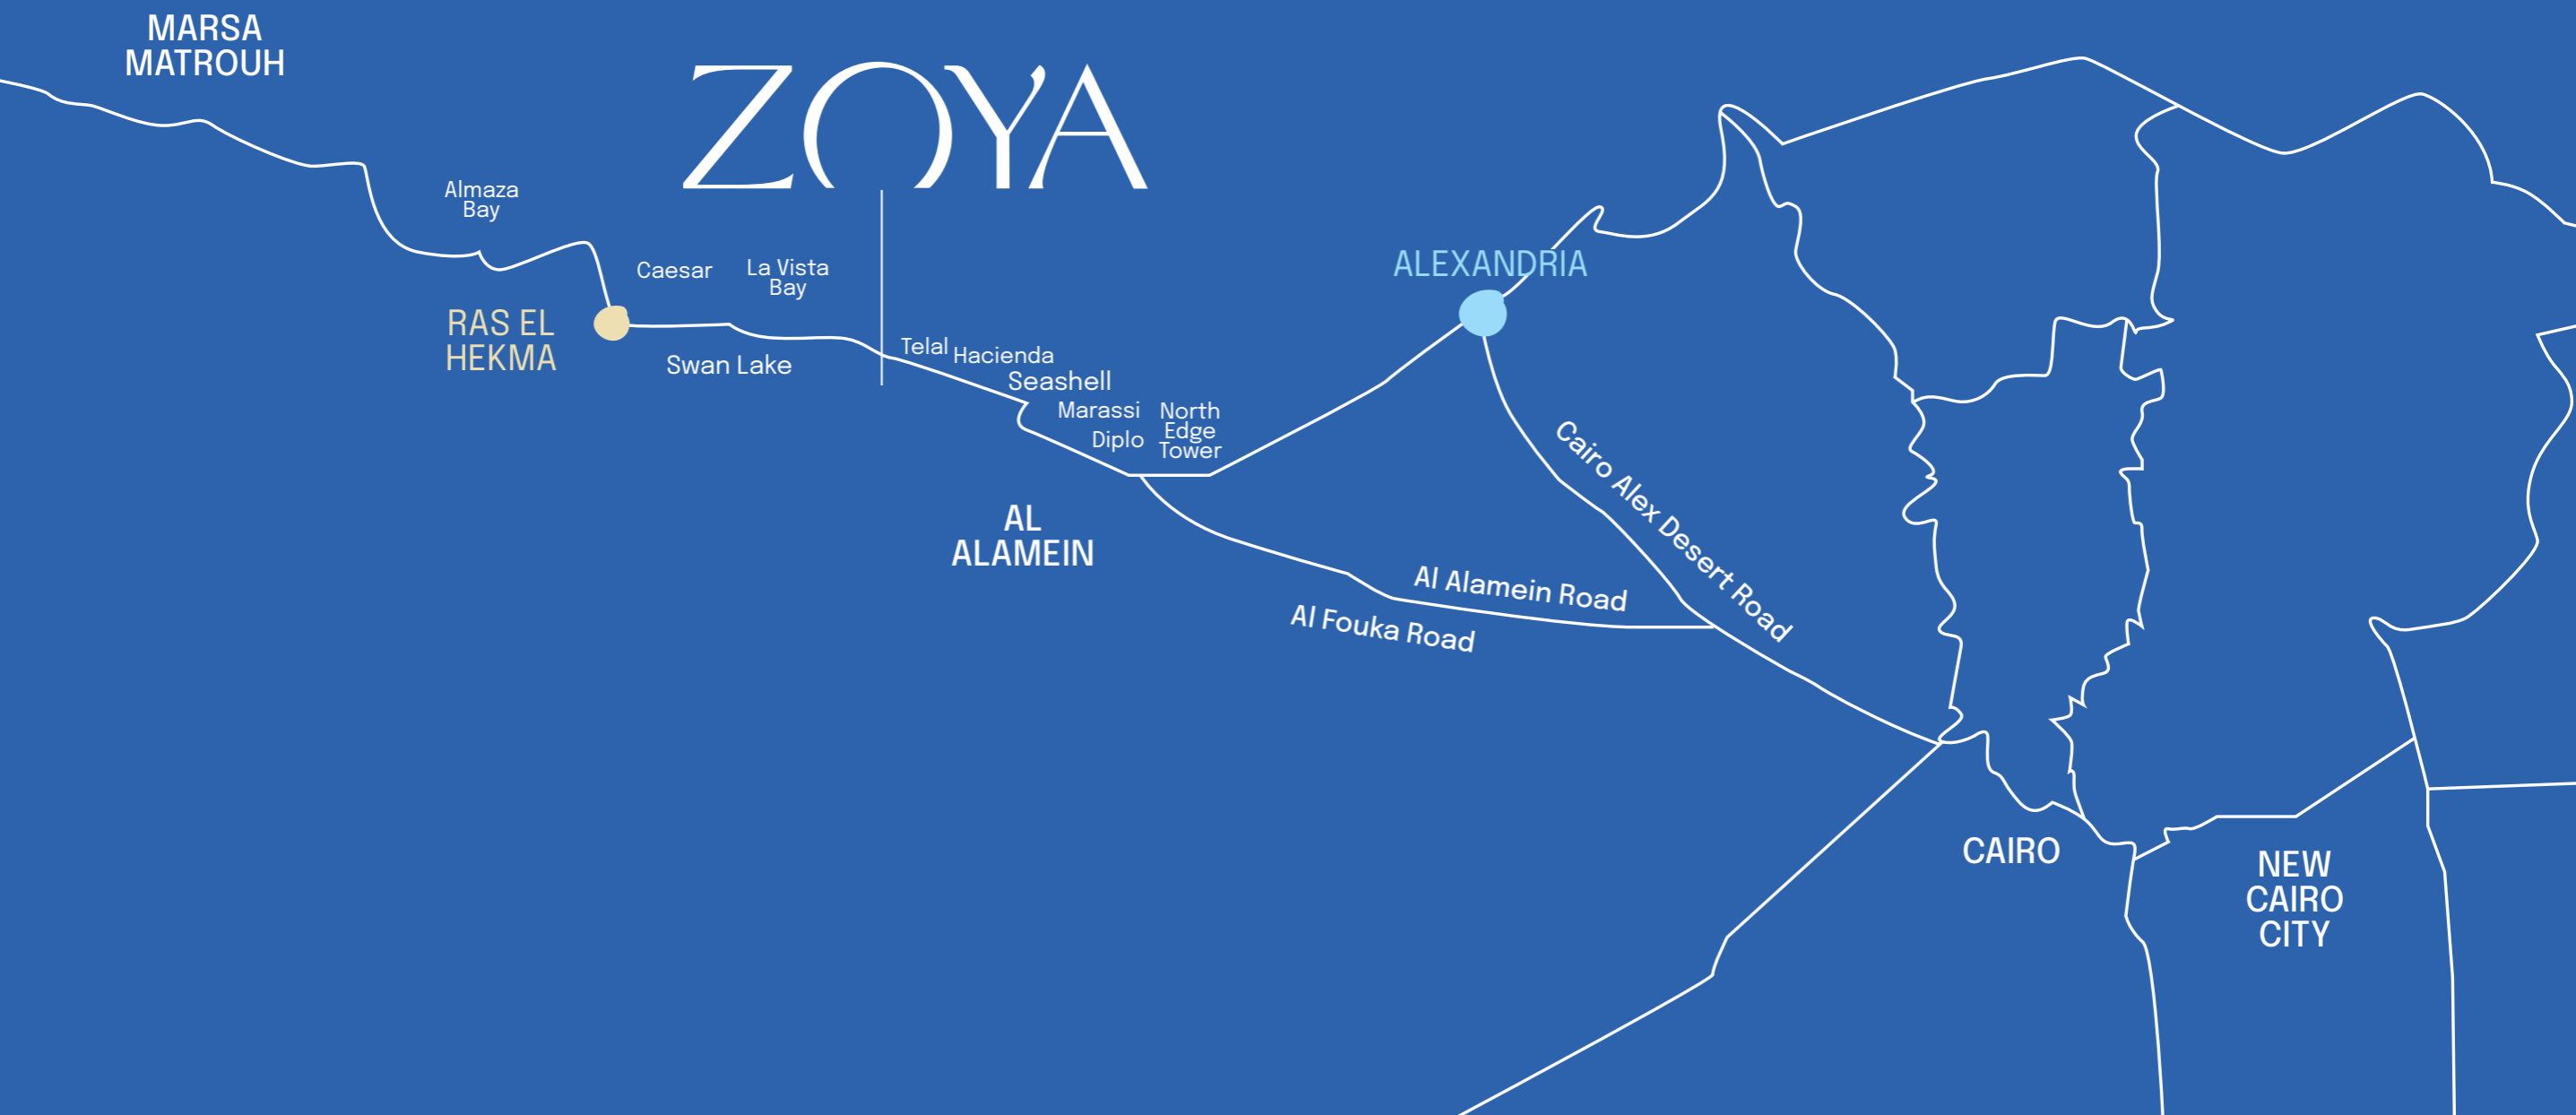 MARSA
MATROUH
ZOYA
Almaza
Bay
Caesar
La Vista
Bay
RAS EL
HEKMA
Swan Lake
Telal
Hacienda
Seashell
Marassi
Diplo
North
Edge
Tower
AL
ALAMEIN
ALEXANDRIA
Cairo Alex Desert Road
Al Alamein Road
Al Fouka Road
CAIRO
NEW
CAIRO
CITY